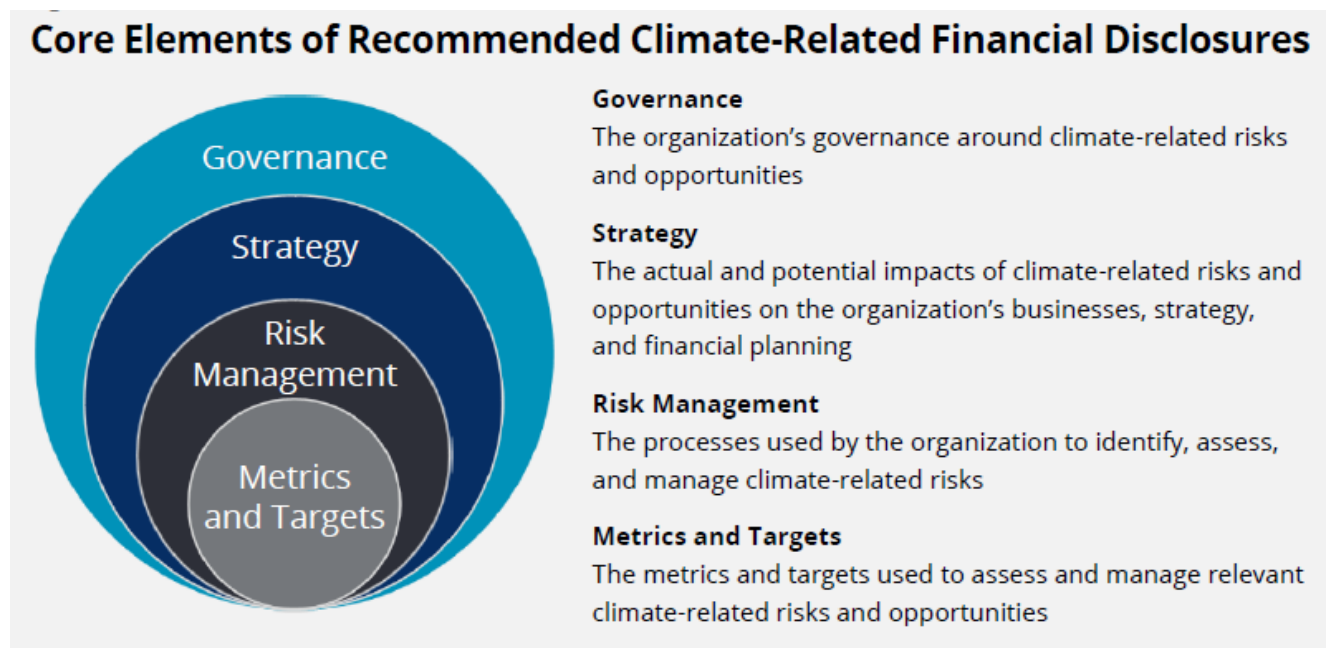 Core Elements of Recommended Climate-Related Financial Disclosures
Governance
Strategy
Risk
Management
Metrics
and Targets
Governance
The organization’s governance around climate-related risks
and opportunities
Strategy
The actual and potential impacts of climate-related risks and
opportunities on the organization’s businesses, strategy,
and financial planning
Risk Management
The processes used by the organization to identify, assess,
and manage climate-related risks
Metrics and Targets
The metrics and targets used to assess and manage relevant
climate-related risks and opportunities